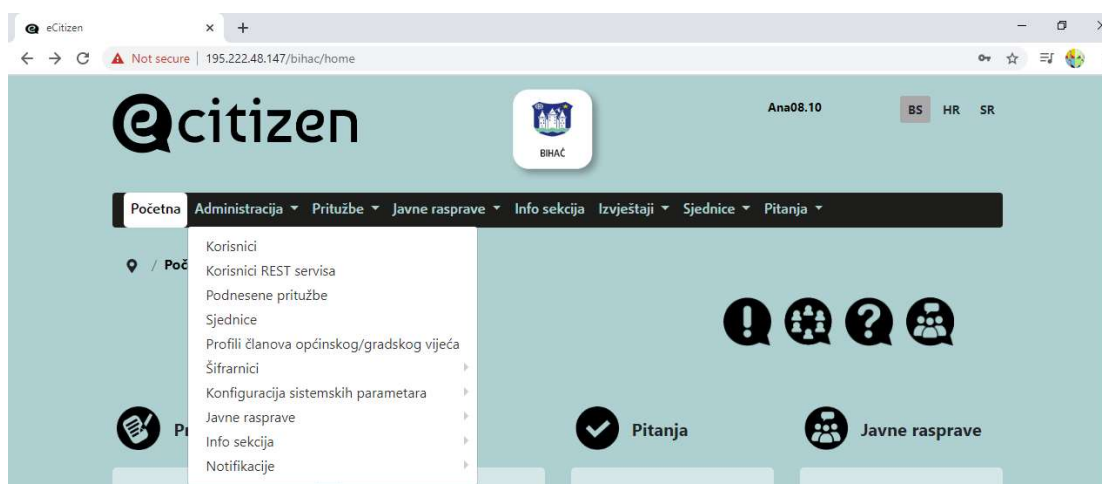 eCitizen
Not secure | 195.222.48.147/bihac/home
ecitizen
BIHAĆ
Ana08.10
BS HR SR
Početna Administracija Pritužbe Javne rasprave Info sekcija Izvještaji Sjednice Pitanja
/ Poč
Korisnici
Korisnici REST servisa
Podnesene pritužbe
Sjednice
Profili članova općinskog/gradskog vijeća
Šifrarnici
Konfiguracija sistemskih parametara
Javne rasprave
Info sekcija
Notifikacije
Pitanja
Javne rasprave